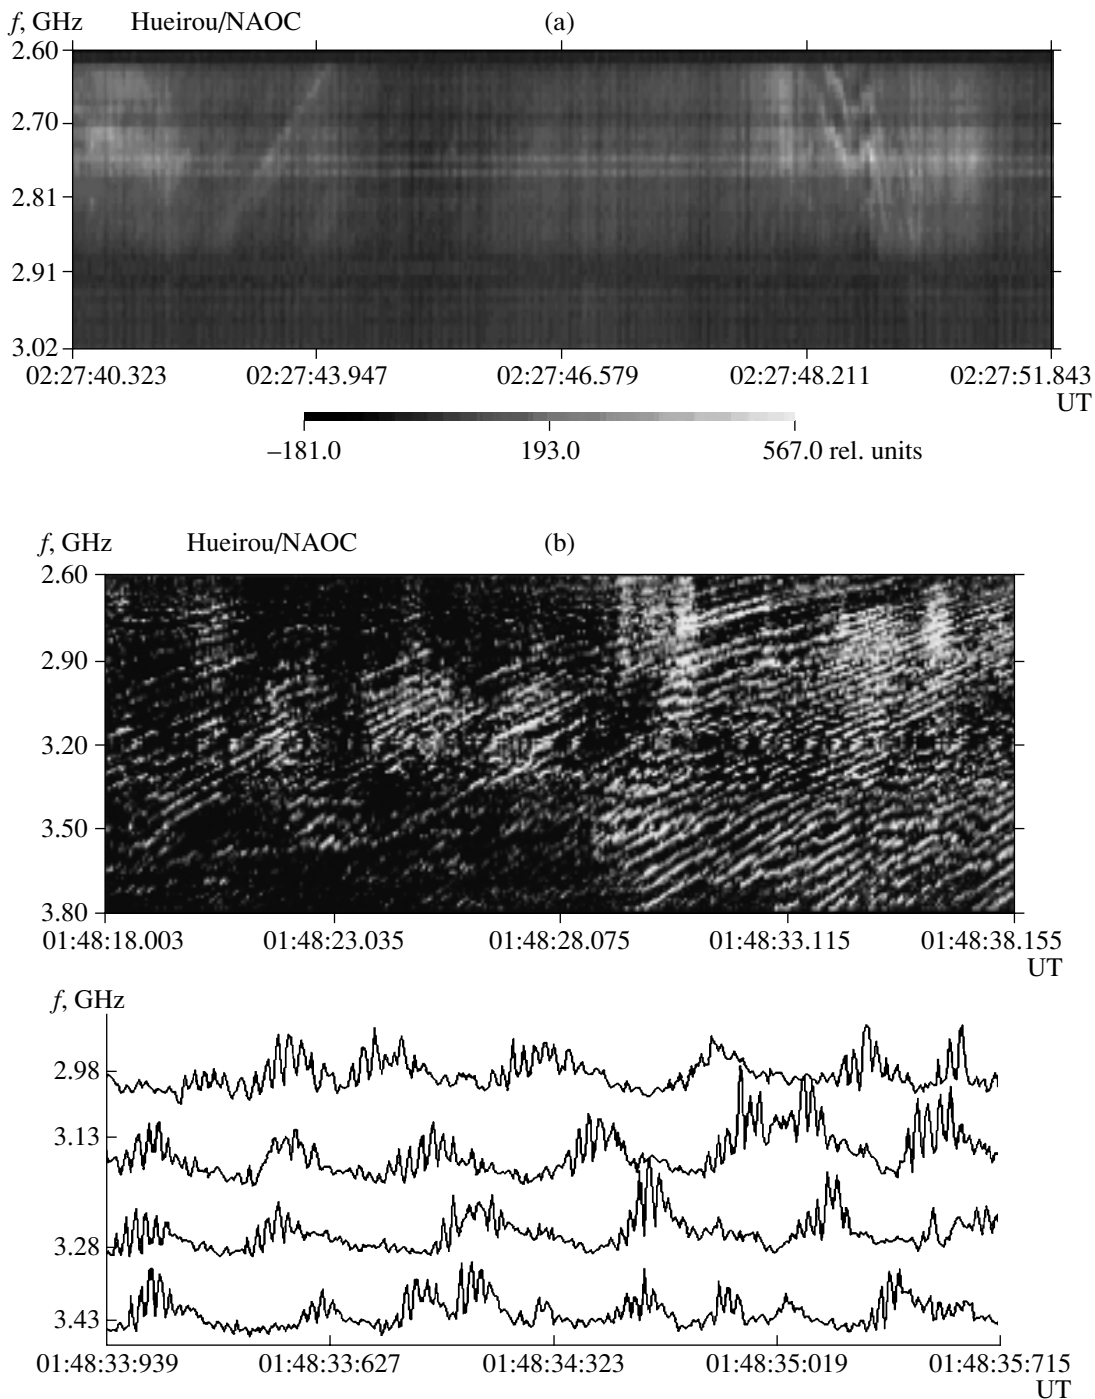 f, GHz Hueirou/NAOC (a)
2.60
2.70
2.81
2.91
3.02
02:27:40.323 02:27:43.947 02:27:46.579 02:27:48.211 02:27:51.843
UT
–181.0 193.0 567.0 rel. units
f, GHz Hueirou/NAOC (b)
2.60
2.90
3.20
3.50
3.80
01:48:18.003 01:48:23.035 01:48:28.075 01:48:33.115 01:48:38.155
UT
f, GHz
2.98
3.13
3.28
3.43
01:48:33:939 01:48:33:627 01:48:34:323 01:48:35:019 01:48:35:715
UT